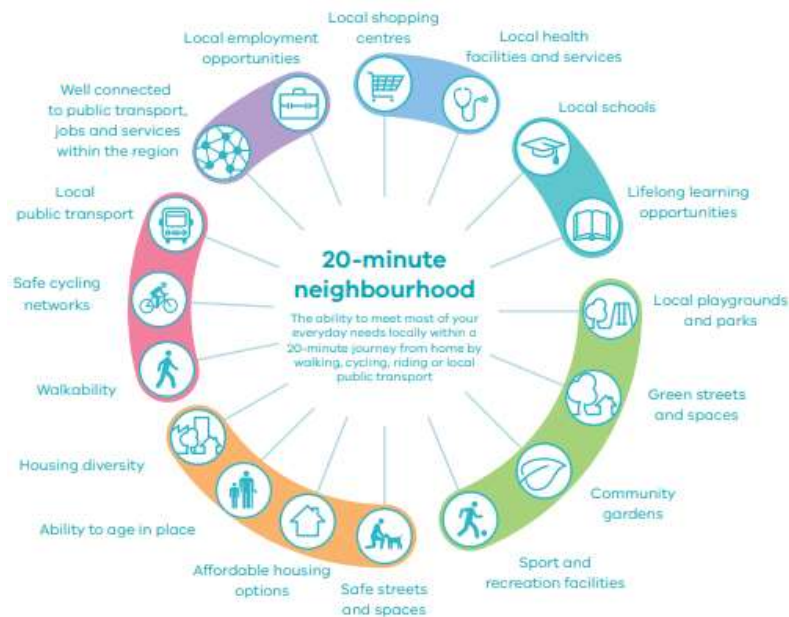 Local shopping
centres
Local health
facilities and services
Local schools
Lifelong learning
opportunities
Local playgrounds
and parks
Green streets
and spaces
Community
gardens
Sport and
recreation facilities
Safe streets
and spaces
Affordable housing
options
Ability to age in place
Housing diversity
Walkability
Safe cycling
networks
Local
public transport
Well connected
to public transport,
jobs and services
within the region
Local employment
opportunities
20-minute
neighbourhood
The ability to meet most of your
everyday needs locally within a
20-minute journey from home by
walking, cycling, riding or local
public transport